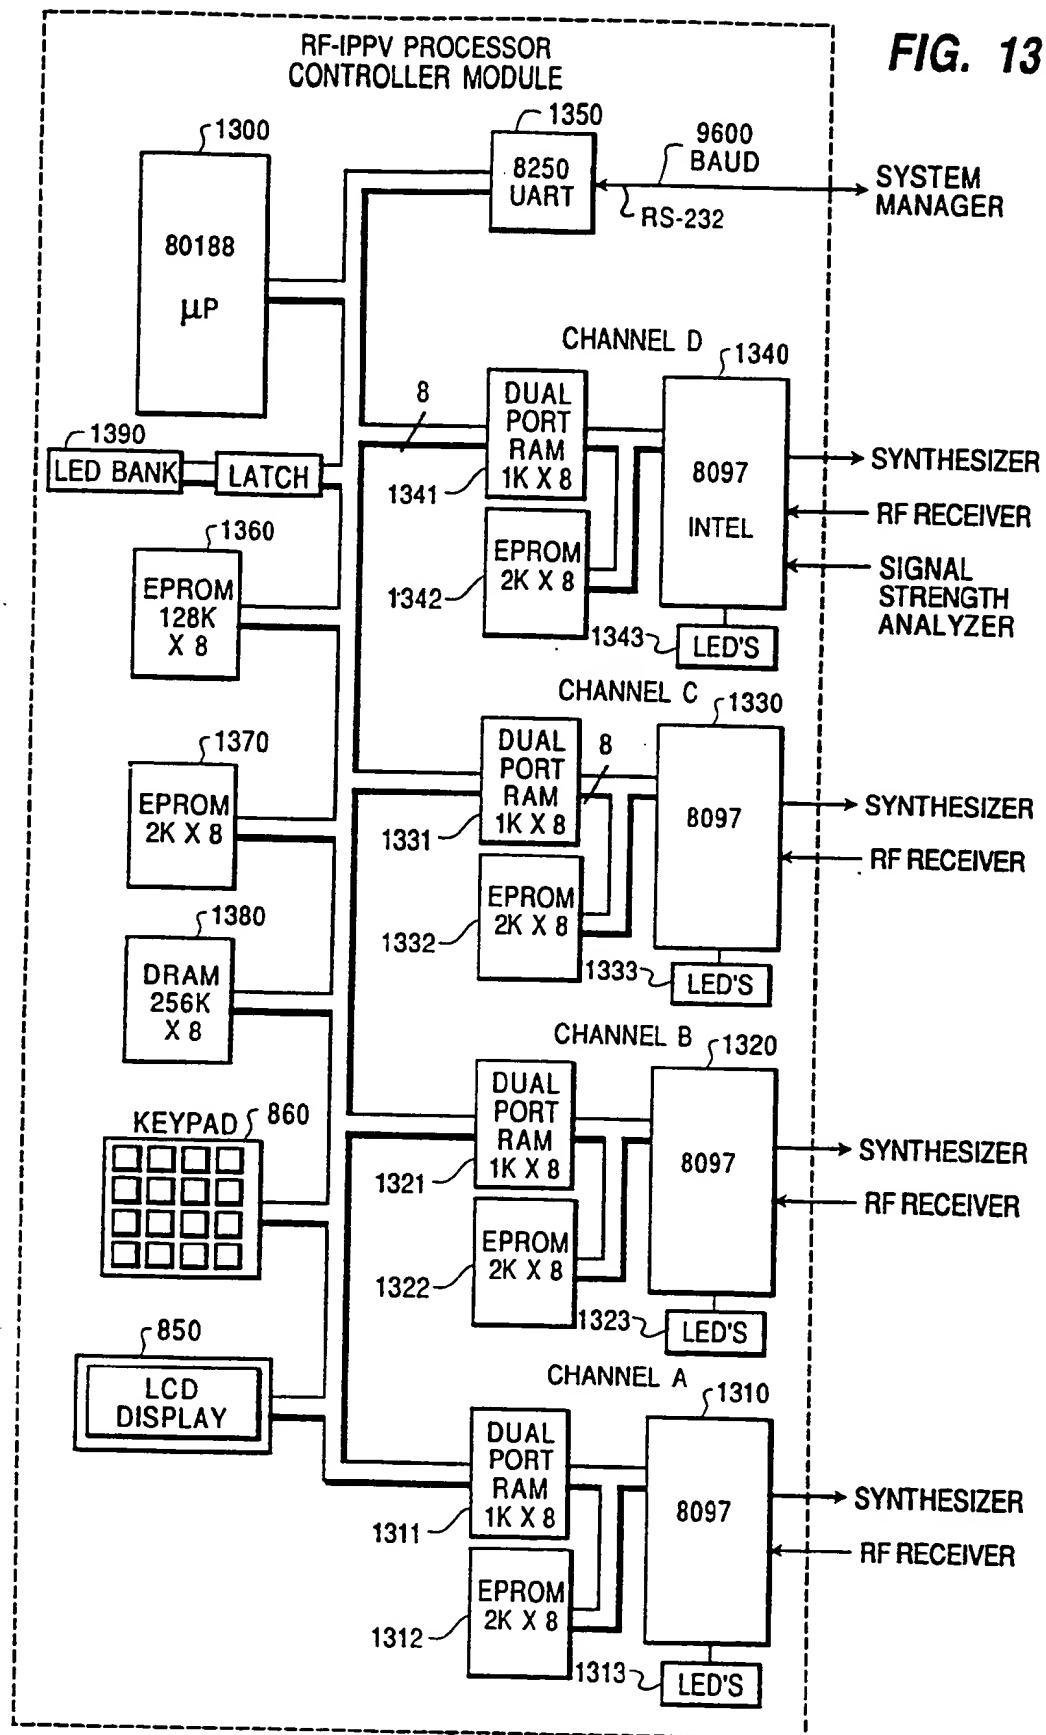 FIG. 13
RF-IPPV PROCESSOR
CONTROLLER MODULE
1300
80188
µP
1350
8250
UART
9600
BAUD
RS-232
SYSTEM
MANAGER
1390
LED BANK
LATCH
8
CHANNEL D
DUAL
PORT
RAM
1K X 8
1341
1340
8097
INTEL
SYNTHESIZER
RF RECEIVER
SIGNAL
STRENGTH
ANALYZER
EPROM
2K X 8
1342
1343
LED'S
1360
EPROM
128K
X 8
CHANNEL C
DUAL
PORT
RAM
1K X 8
8
1331
1330
8097
SYNTHESIZER
RF RECEIVER
EPROM
2K X 8
1332
1333
LED'S
1370
EPROM
2K X 8
1380
DRAM
256K
X 8
CHANNEL B
DUAL
PORT
RAM
1K X 8
1321
1320
8097
SYNTHESIZER
RF RECEIVER
EPROM
2K X 8
1322
1323
LED'S
KEYPAD
860
850
LCD
DISPLAY
CHANNEL A
DUAL
PORT
RAM
1K X 8
1311
1310
8097
SYNTHESIZER
RF RECEIVER
EPROM
2K X 8
1312
1313
LED'S